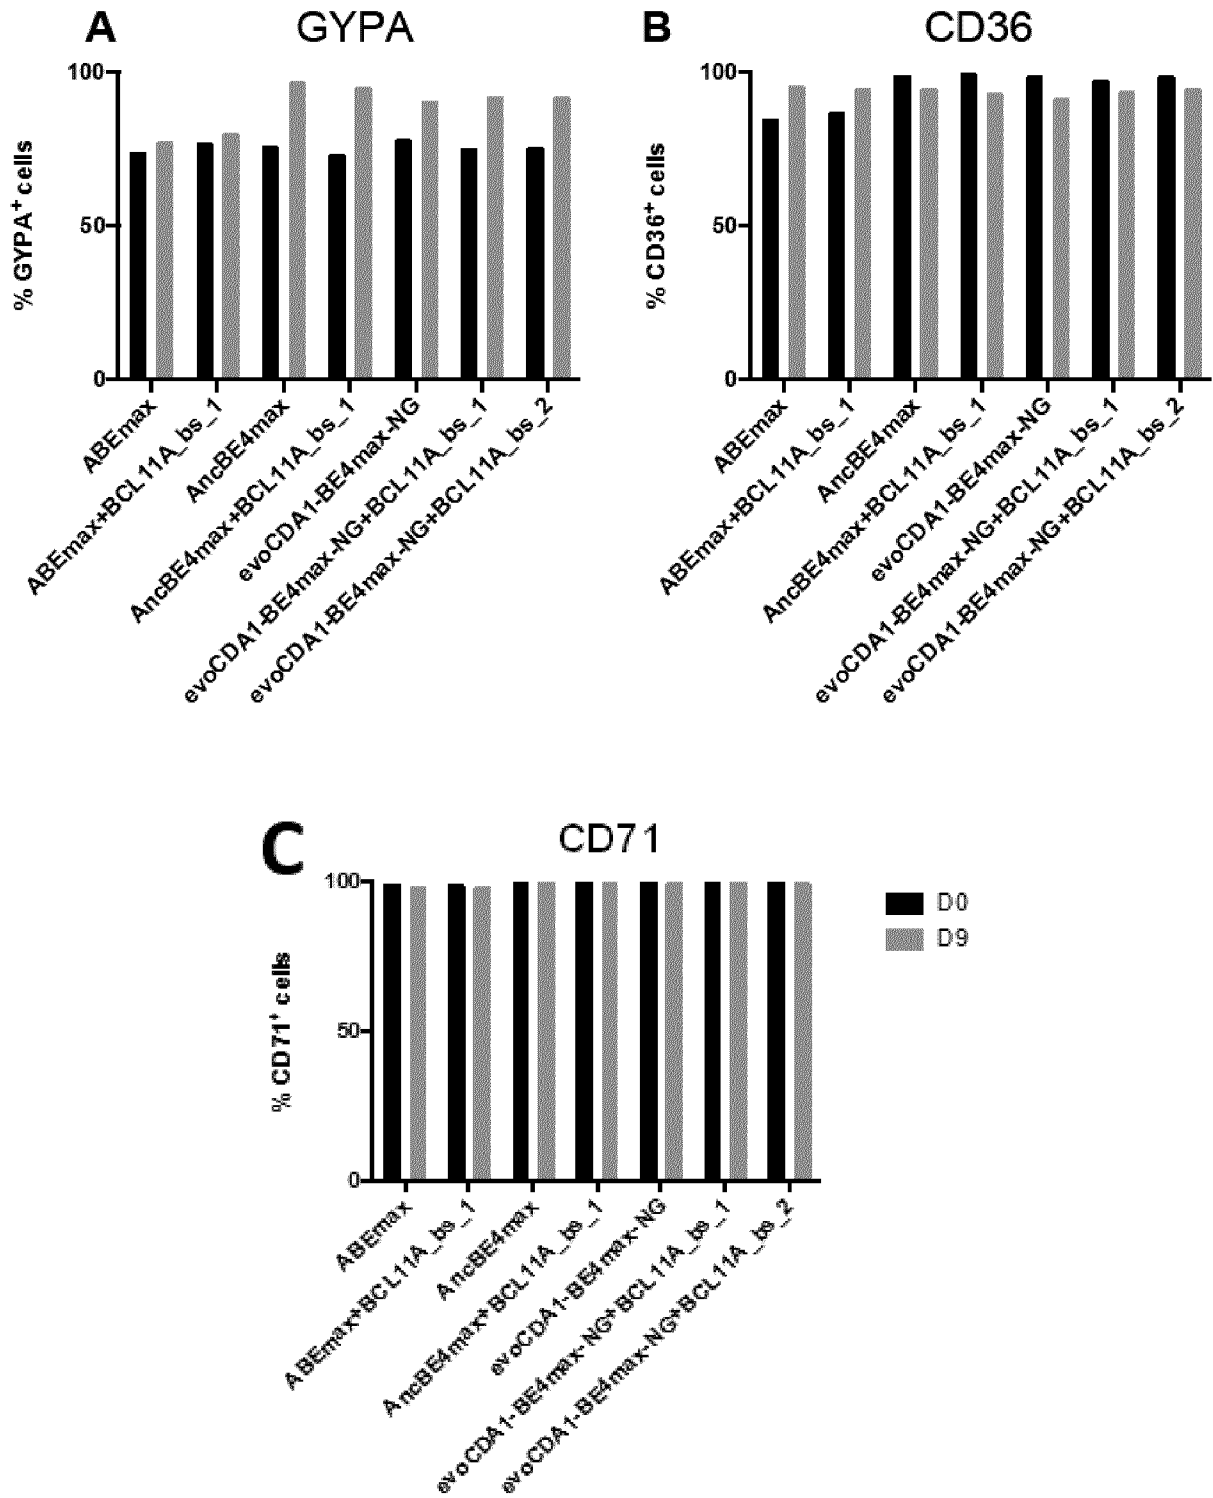 A
GYPA
100
50
0
% GYPA+ cells
ABEmax
ABEmax+BCL11A_bs_1
AncBE4max
AncBE4max+BCL11A_bs_1
evoCDA1-BE4max-NG
evoCDA1-BE4max-NG+BCL11A_bs_1
evoCDA1-BE4max-NG+BCL11A_bs_2
B
CD36
100
50
0
% CD36+ cells
ABEmax
ABEmax+BCL11A_bs_1
AncBE4max
AncBE4max+BCL11A_bs_1
evoCDA1-BE4max-NG
evoCDA1-BE4max-NG+BCL11A_bs_1
evoCDA1-BE4max-NG+BCL11A_bs_2
C
CD71
100
50
0
% CD71+ cells
ABEmax
ABEmax+BCL11A_bs_1
AncBE4max
AncBE4max+BCL11A_bs_1
evoCDA1-BE4max-NG
evoCDA1-BE4max-NG+BCL11A_bs_1
evoCDA1-BE4max-NG+BCL11A_bs_2
D0
D9